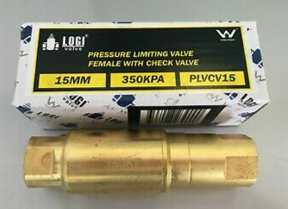 LOGI
valve
PRESSURE LIMITING VALVE
FEMALE WITH CHECK VALVE
15MM 350KPA PLVCV15